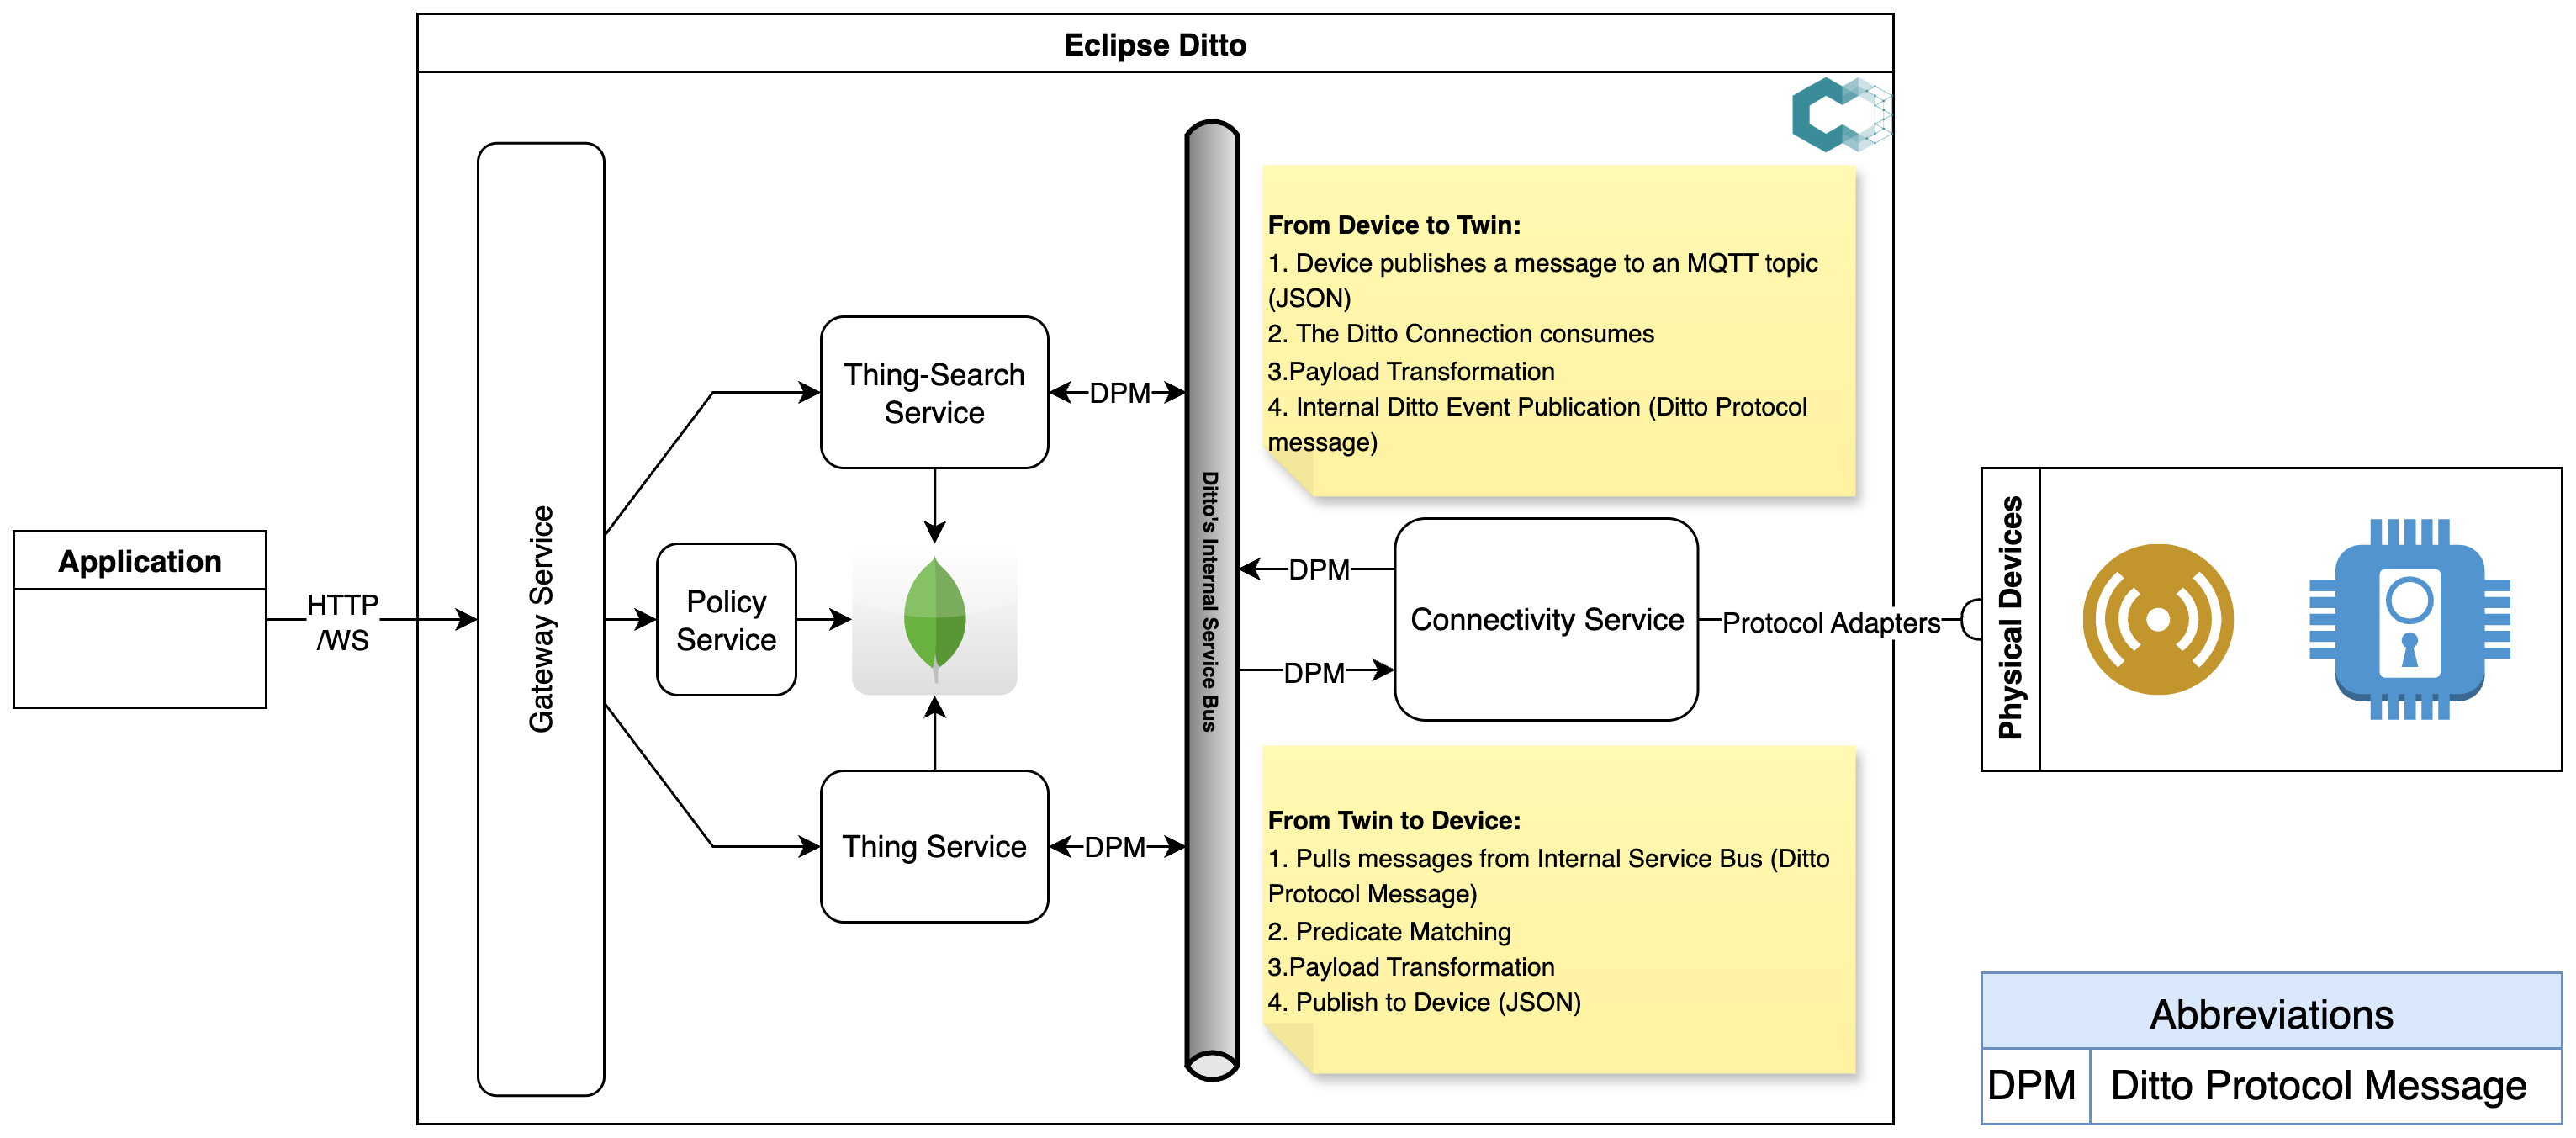 Eclipse Ditto
From Device to Twin:
1. Device publishes a message to an MQTT topic
(JSON)
2. The Ditto Connection consumes
3.Payload Transformation
4. Internal Ditto Event Publication (Ditto Protocol
message)
Application
HTTP
/WS
Gateway Service
Thing-Search
Service
DPM
Policy
Service
Thing Service
DPM
Ditto's Internal Service Bus
DPM
DPM
Connectivity Service
Protocol Adapters
Physical Devices
From Twin to Device:
1. Pulls messages from Internal Service Bus (Ditto
Protocol Message)
2. Predicate Matching
3.Payload Transformation
4. Publish to Device (JSON)
Abbreviations
DPM Ditto Protocol Message